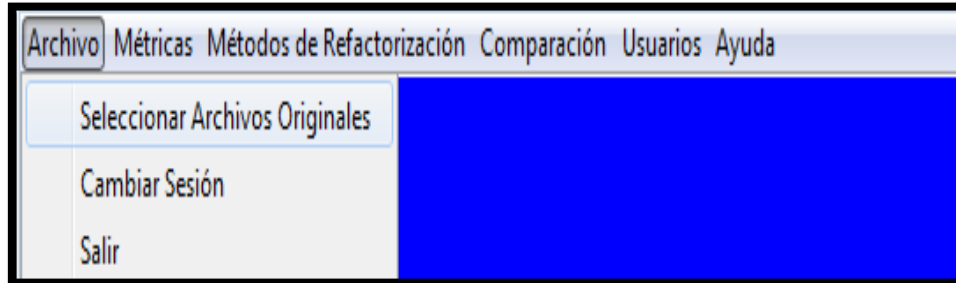 Archivo Métricas Métodos de Refactorización Comparación Usuarios Ayuda
Seleccionar Archivos Originales
Cambiar Sesión
Salir